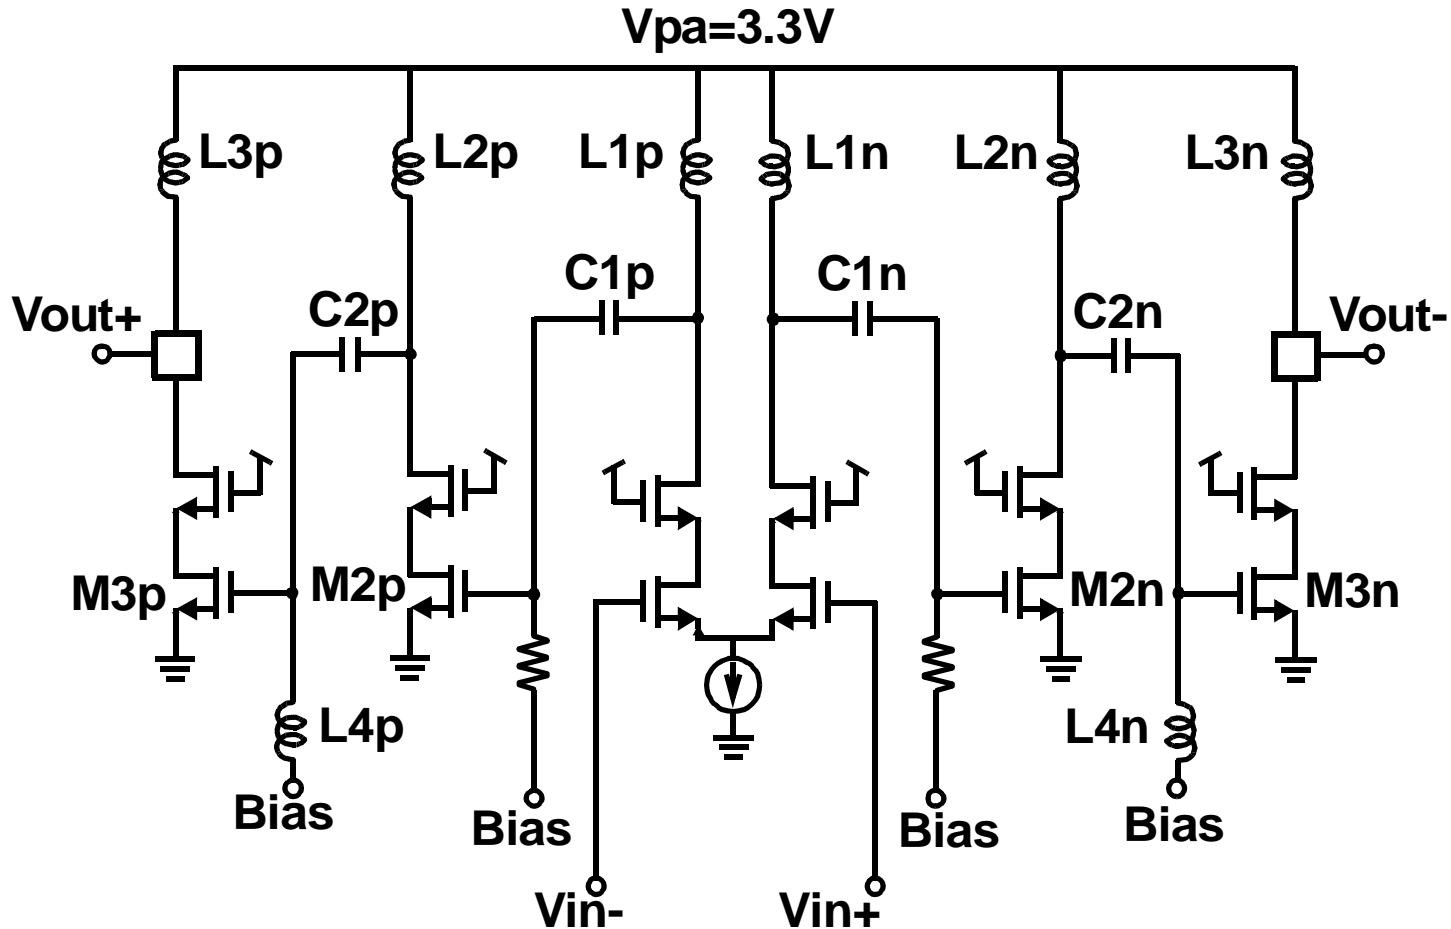 Vpa=3.3V
L3p
L2p
L1p
L1n
L2n
L3n
C1p
C1n
Vout+
C2p
C2n
Vout-
M3p
M2p
M2n
M3n
L4p
L4n
Bias
Bias
Bias
Bias
Vin-
Vin+